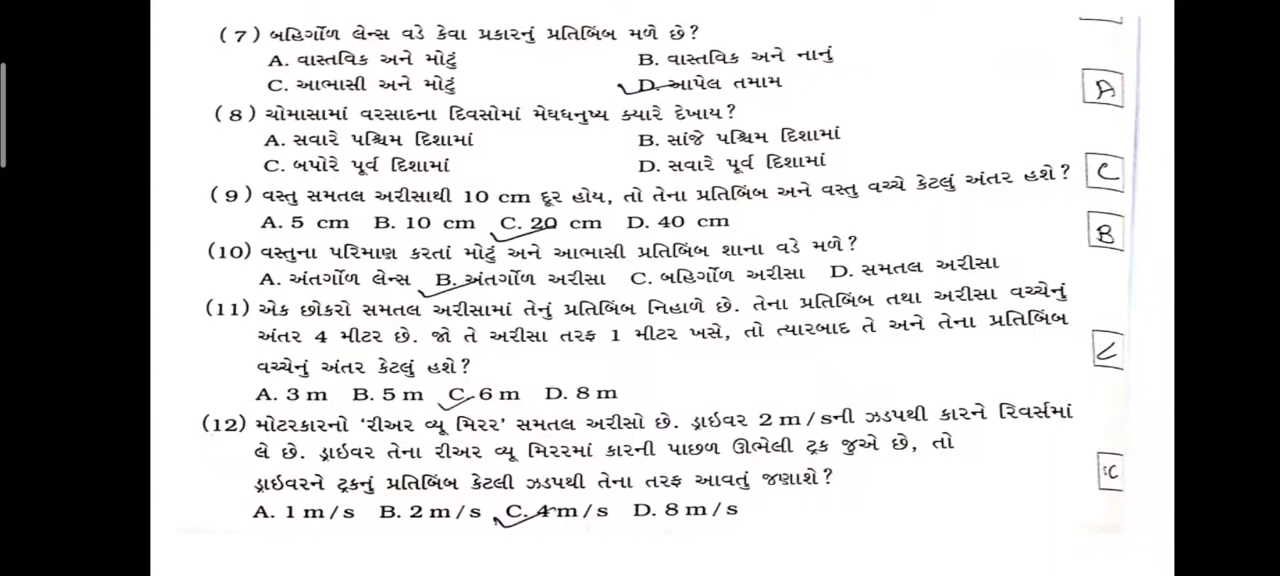 (7) બહિર્ગોળ લેન્સ વડે કેવા પ્રકારનું પ્રતિબિંબ મળે છે?
A. વાસ્તવિક અને મોટું B. વાસ્તવિક અને નાનું
C. આભાસી અને મોટું D. આપેલ તમામ
A
(8) ચોમાસામાં વરસાદના દિવસોમાં મેઘધનુષ્ય ક્યારે દેખાય?
A. સવારે પશ્ચિમ દિશામાં B. સાંજે પશ્ચિમ દિશામાં
C. બપોરે પૂર્વ દિશામાં D. સવારે પૂર્વ દિશામાં
(9) વસ્તુ સમતલ અરીસાથી 10 cm દૂર હોય, તો તેના પ્રતિબિંબ અને વસ્તુ વચ્ચે કેટલું અંતર હશે? C
A. 5 cm B. 10 cm C. 20 cm D. 40 cm
B
(10) વસ્તુના પરિમાણ કરતાં મોટું અને આભાસી પ્રતિબિંબ શાના વડે મળે?
A. અંતર્ગોળ લેન્સ B. અંતર્ગોળ અરીસા C. બહિર્ગોળ અરીસા D. સમતલ અરીસા
(11) એક છોકરો સમતલ અરીસામાં તેનું પ્રતિબિંબ નિહાળે છે. તેના પ્રતિબિંબ તથા અરીસા વચ્ચેનું
અંતર 4 મીટર છે. જો તે અરીસા તરફ 1 મીટર ખસે, તો ત્યારબાદ તે અને તેના પ્રતિબિંબ
વચ્ચેનું અંતર કેટલું હશે?
C
A. 3 m B. 5 m C. 6 m D. 8 m
(12) મોટરકારનો ‘રીઅર વ્યૂ મિરર’ સમતલ અરીસો છે. ડ્રાઇવર 2 m/sની ઝડપથી કારને રિવર્સમાં
લે છે. ડ્રાઇવર તેના રીઅર વ્યૂ મિરરમાં કારની પાછળ ઊભેલી ટ્રક જુએ છે, તો
ડ્રાઇવરને ટ્રકનું પ્રતિબિંબ કેટલી ઝડપથી તેના તરફ આવતું જણાશે?
C
A. 1 m/s B. 2 m/s C. 4 m/s D. 8 m/s